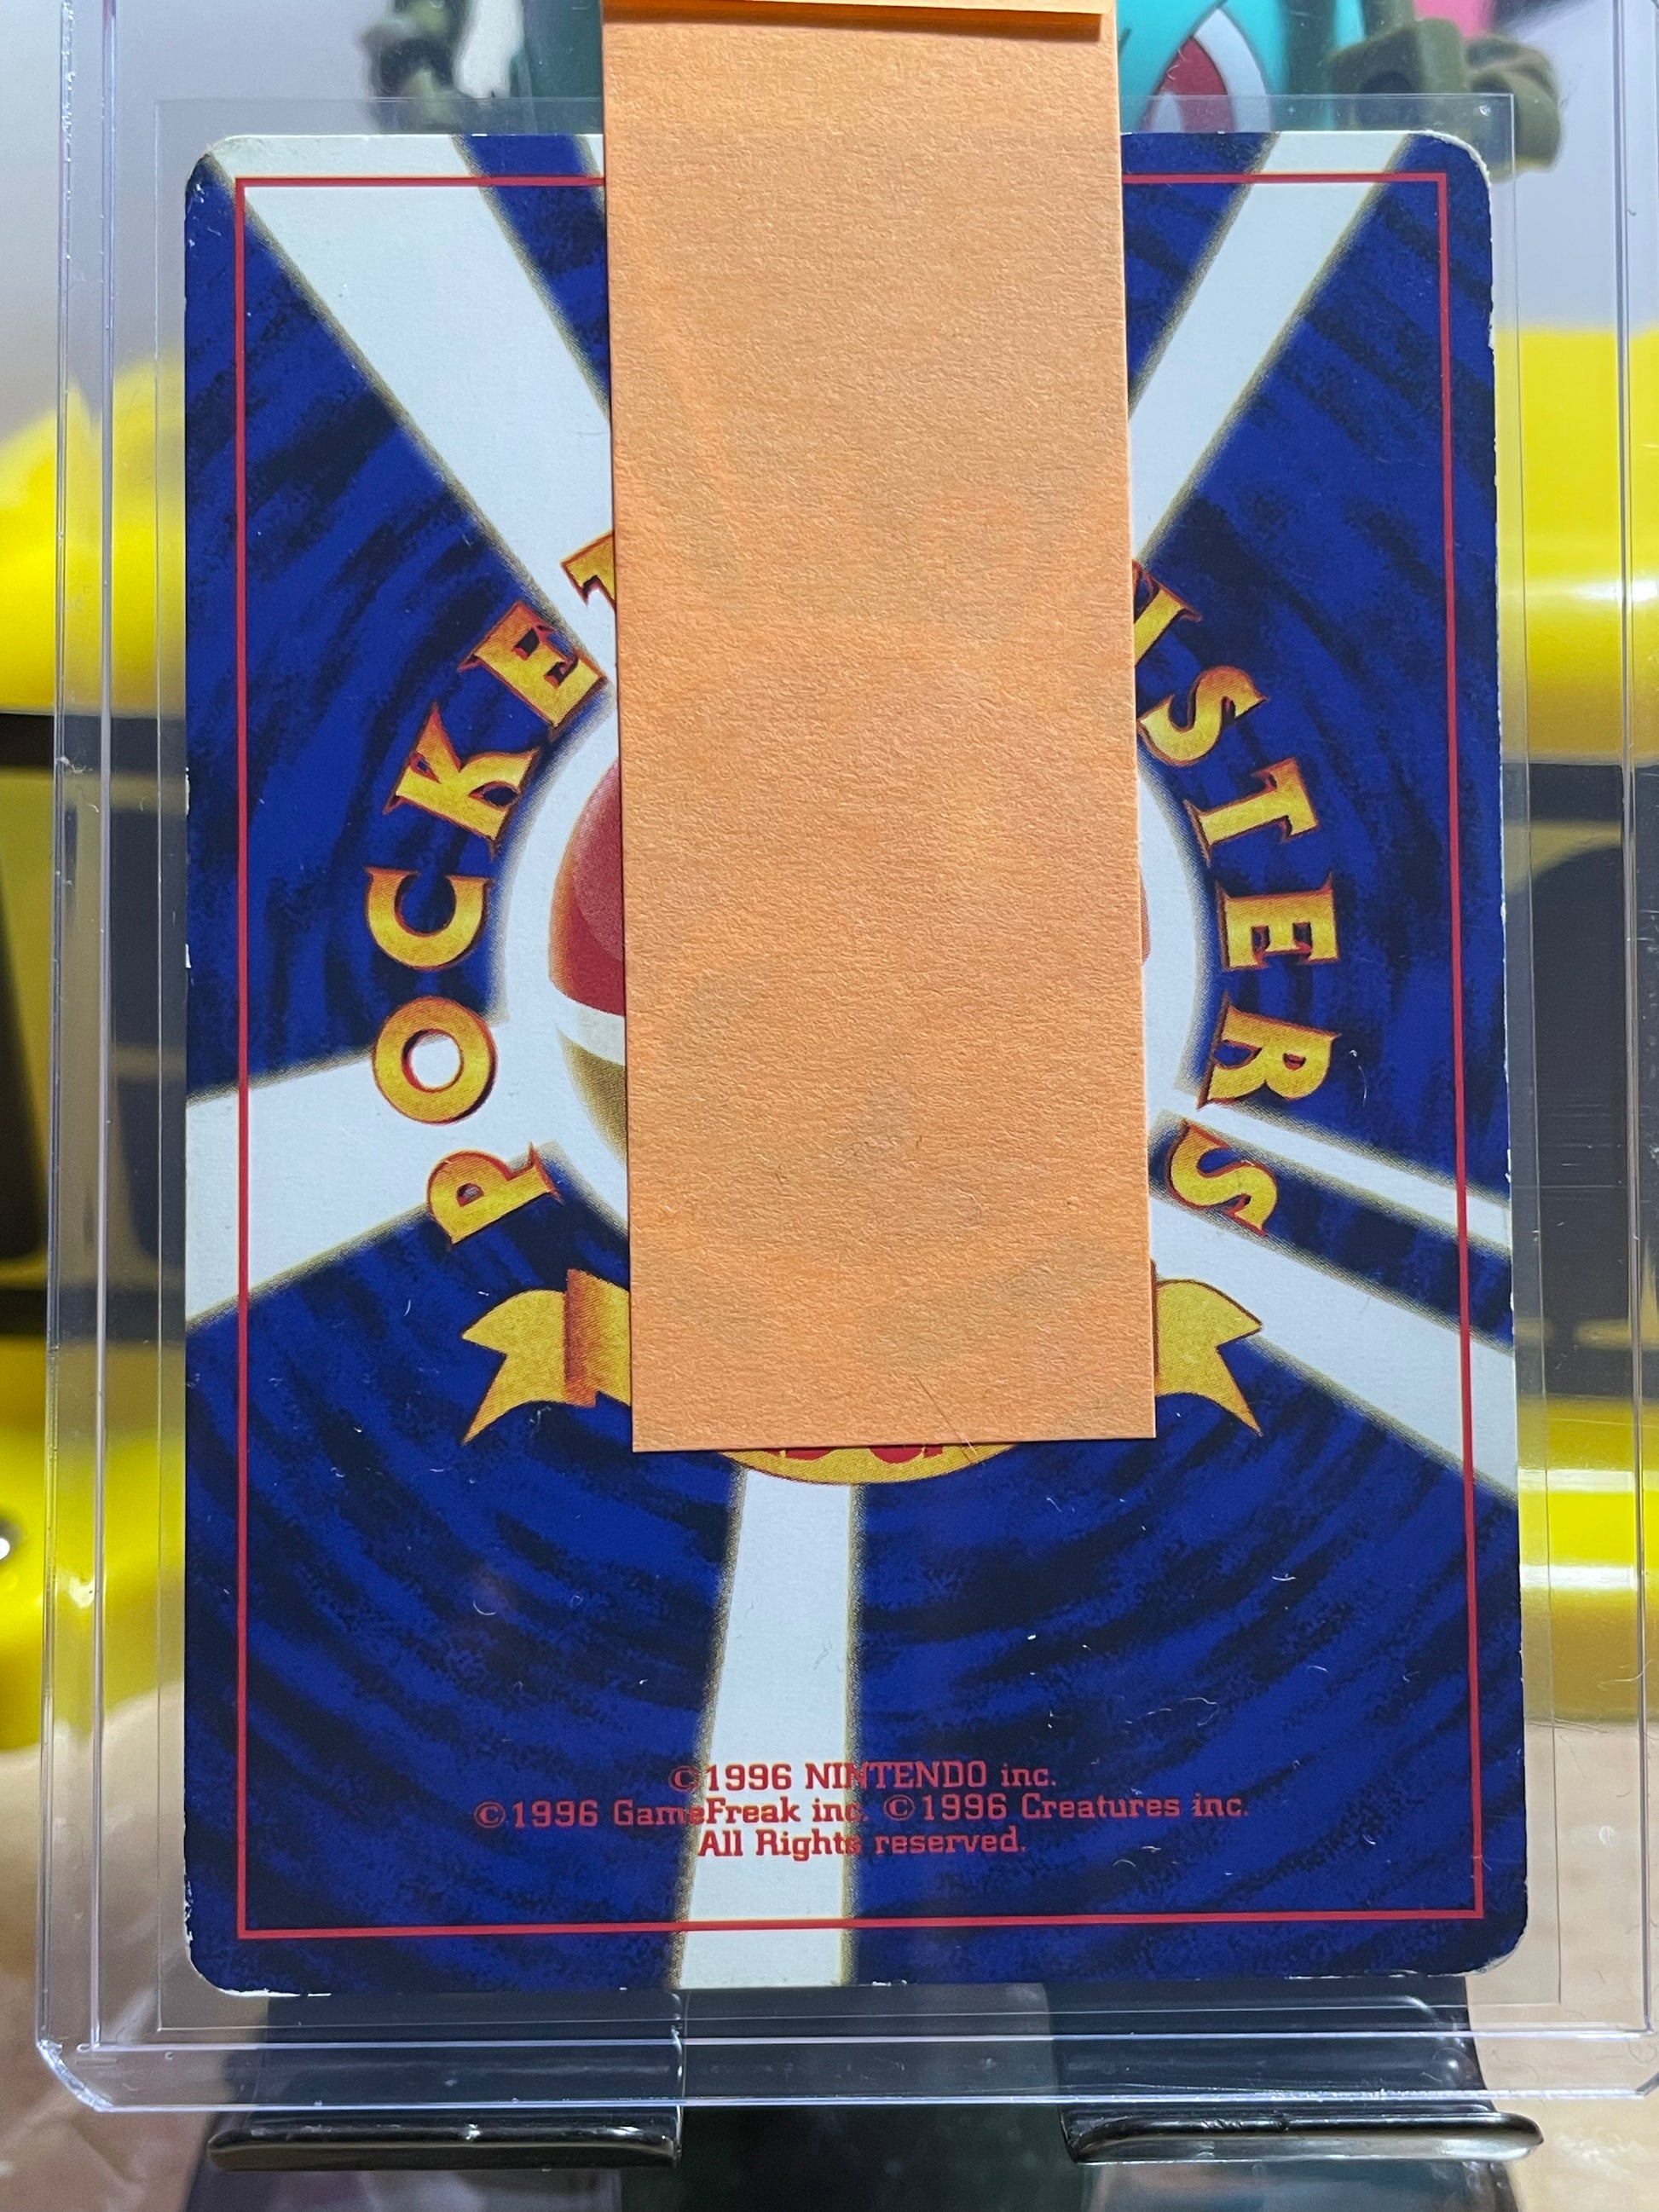 POCKE
STERS
©1996 NINTENDO inc.
©1996 GameFreak inc. ©1996 Creatures inc.
All Rights reserved.